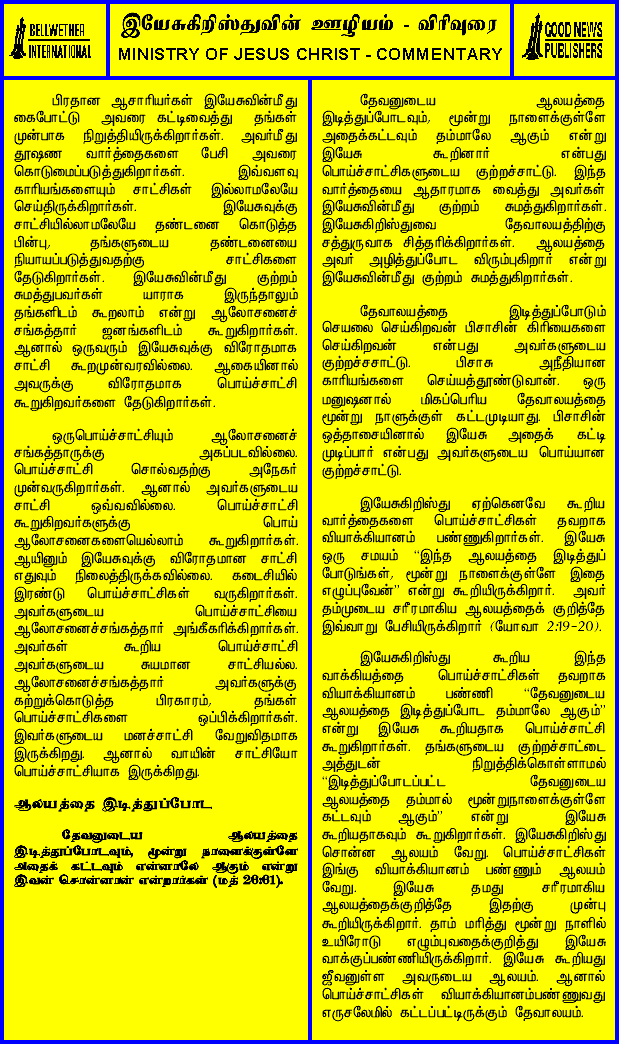 BELLWETHER
INTERNATIONAL
இயேசுகிறிஸ்துவின் ஊழியம் - விரிவுரை
MINISTRY OF JESUS CHRIST - COMMENTARY
GOOD NEWS
PUBLISHERS
பிரதான ஆசாரியர்கள் இயேசுவின்மீது
கைபோட்டு அவரை கட்டிவைத்து தங்கள்
முன்பாக நிறுத்தியிருக்கிறார்கள். அவர்மீது
தூஷண வார்த்தைகளை பேசி அவரை
கொடுமைப்படுத்துகிறார்கள். இவ்வளவு
காரியங்களையும் சாட்சிகள் இல்லாமலேயே
செய்திருக்கிறார்கள். இயேசுவுக்கு
சாட்சியில்லாமலேயே தண்டனை கொடுத்த
பின்பு, தங்களுடைய தண்டனையை
நியாயப்படுத்துவதற்கு சாட்சிகளை
தேடுகிறார்கள். இயேசுவின்மீது குற்றம்
சுமத்துபவர்கள் யாராக இருந்தாலும்
தங்களிடம் கூறலாம் என்று ஆலோசனைச்
சங்கத்தார் ஜனங்களிடம் கூறுகிறார்கள்.
ஆனால் ஒருவரும் இயேசுவுக்கு விரோதமாக
சாட்சி கூறமுன்வரவில்லை. ஆகையினால்
அவருக்கு விரோதமாக பொய்ச்சாட்சி
கூறுகிறவர்களை தேடுகிறார்கள்.
ஒருபொய்ச்சாட்சியும் ஆலோசனைச்
சங்கத்தாருக்கு அகப்படவில்லை.
பொய்ச்சாட்சி சொல்வதற்கு அநேகர்
முன்வருகிறார்கள். ஆனால் அவர்களுடைய
சாட்சி ஒவ்வவில்லை. பொய்ச்சாட்சி
கூறுகிறவர்களுக்கு பொய்
ஆலோசனைகளையெல்லாம் கூறுகிறார்கள்.
ஆயினும் இயேசுவுக்கு விரோதமான சாட்சி
எதுவும் நிலைத்திருக்கவில்லை. கடைசியில்
இரண்டு பொய்ச்சாட்சிகள் வருகிறார்கள்.
அவர்களுடைய பொய்ச்சாட்சியை
ஆலோசனைச்சங்கத்தார் அங்கீகரிக்கிறார்கள்.
அவர்கள் கூறிய பொய்ச்சாட்சி
அவர்களுடைய சுயமான சாட்சியல்ல.
ஆலோசனைச்சங்கத்தார் அவர்களுக்கு
கற்றுக்கொடுத்த பிரகாரம், தங்கள்
பொய்ச்சாட்சிகளை ஒப்பிக்கிறார்கள்.
இவர்களுடைய மனச்சாட்சி வேறுவிதமாக
இருக்கிறது. ஆனால் வாயின் சாட்சியோ
பொய்ச்சாட்சியாக இருக்கிறது.
ஆலயத்தை இடித்துப்போட
தேவனுடைய ஆலயத்தை
இடித்துப்போடவும், மூன்று நாளைக்குள்ளே
அதைக் கட்டவும் என்னாலே ஆகும் என்று
இவன் சொன்னான் என்றார்கள் (மத் 26:61).
தேவனுடைய ஆலயத்தை
இடித்துப்போடவும், மூன்று நாளைக்குள்ளே
அதைக்கட்டவும் தம்மாலே ஆகும் என்று
இயேசு கூறினார் என்பது
பொய்ச்சாட்சிகளுடைய குற்றச்சாட்டு. இந்த
வார்த்தையை ஆதாரமாக வைத்து அவர்கள்
இயேசுவின்மீது குற்றம் சுமத்துகிறார்கள்.
இயேசுகிறிஸ்துவை தேவாலயத்திற்கு
சத்துருவாக சித்தரிக்கிறார்கள். ஆலயத்தை
அவர் அழித்துப்போட விரும்புகிறார் என்று
இயேசுவின்மீது குற்றம் சுமத்துகிறார்கள்.
தேவாலயத்தை இடித்துப்போடும்
செயலை செய்கிறவன் பிசாசின் கிரியைகளை
செய்கிறவன் என்பது அவர்களுடைய
குற்றச்சசாட்டு. பிசாசு அநீதியான
காரியங்களை செய்யத்தூண்டுவான். ஒரு
மனுஷனால் மிகப்பெரிய தேவாலயத்தை
மூன்று நாளுக்குள் கட்டமுடியாது. பிசாசின்
ஒத்தாசையினால் இயேசு அதைக் கட்டி
முடிப்பார் என்பது அவர்களுடைய பொய்யான
குற்றச்சாட்டு.
இயேசுகிறிஸ்து ஏற்கெனவே கூறிய
வார்த்தைகளை பொய்ச்சாட்சிகள் தவறாக
வியாக்கியானம் பண்ணுகிறார்கள். இயேசு
ஒரு சமயம் “இந்த ஆலயத்தை இடித்துப்
போடுங்கள், மூன்று நாளைக்குள்ளே இதை
எழுப்புவேன்” என்று கூறியிருக்கிறார். அவர்
தம்முடைய சரீரமாகிய ஆலயத்தைக் குறித்தே
இவ்வாறு பேசியிருக்கிறார் (யோவா 2:19-20).
இயேசுகிறிஸ்து கூறிய இந்த
வாக்கியத்தை பொய்ச்சாட்சிகள் தவறாக
வியாக்கியானம் பண்ணி “தேவனுடைய
ஆலயத்தை இடித்துப்போட தம்மாலே ஆகும்”
என்று இயேசு கூறியதாக பொய்ச்சாட்சி
கூறுகிறார்கள். தங்களுடைய குற்றச்சாட்டை
அத்துடன் நிறுத்திக்கொள்ளாமல்
“இடித்துப்போடப்பட்ட தேவனுடைய
ஆலயத்தை தம்மால் மூன்றுநாளைக்குள்ளே
கட்டவும் ஆகும்” என்று இயேசு
கூறியதாகவும் கூறுகிறார்கள். இயேசுகிறிஸ்து
சொன்ன ஆலயம் வேறு. பொய்ச்சாட்சிகள்
இங்கு வியாக்கியானம் பண்ணும் ஆலயம்
வேறு. இயேசு தமது சரீரமாகிய
ஆலயத்தைக்குறித்தே இதற்கு முன்பு
கூறியிருக்கிறார். தாம் மரித்து மூன்று நாளில்
உயிரோடு எழும்புவதைக்குறித்து இயேசு
வாக்குப்பண்ணியிருக்கிறார். இயேசு கூறியது
ஜீவனுள்ள அவருடைய ஆலயம். ஆனால்
பொய்ச்சாட்சிகள் வியாக்கியானம்பண்ணுவது
எருசலேமில் கட்டப்பட்டிருக்கும் தேவாலயம்.